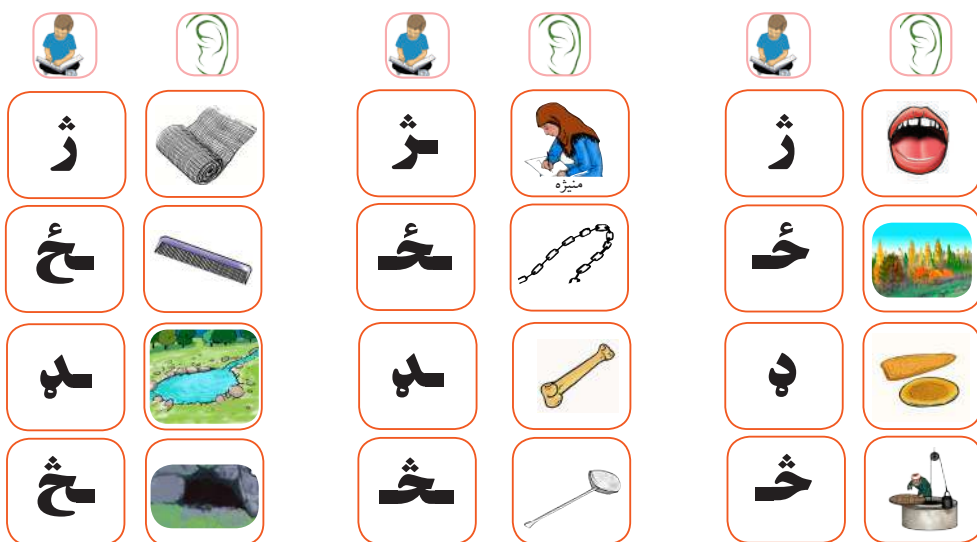 ژ ـژ ژ
منیژه
ځـ ـځـ ـځ
ډ ـډ ـډ
څـ ـڅـ ـڅ